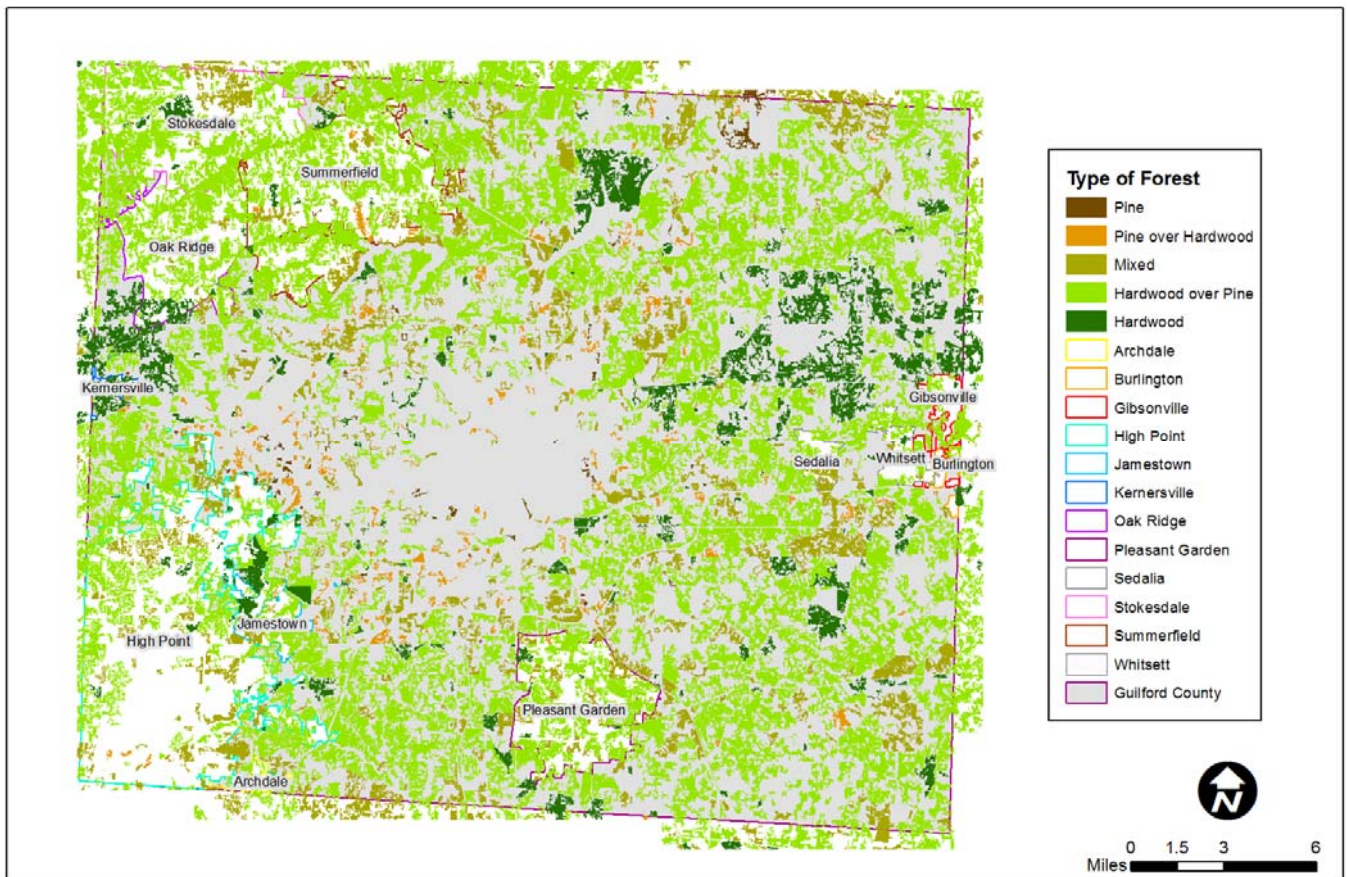 Stokesdale
Summerfield
Oak Ridge
Kernersville
Gibsonville
Sedalia
Whitsett
Burlington
High Point
Jamestown
Pleasant Garden
Archdale
Type of Forest
Pine
Pine over Hardwood
Mixed
Hardwood over Pine
Hardwood
Archdale
Burlington
Gibsonville
High Point
Jamestown
Kernersville
Oak Ridge
Pleasant Garden
Sedalia
Stokesdale
Summerfield
Whitsett
Guilford County
N
0 1.5 3 6
Miles